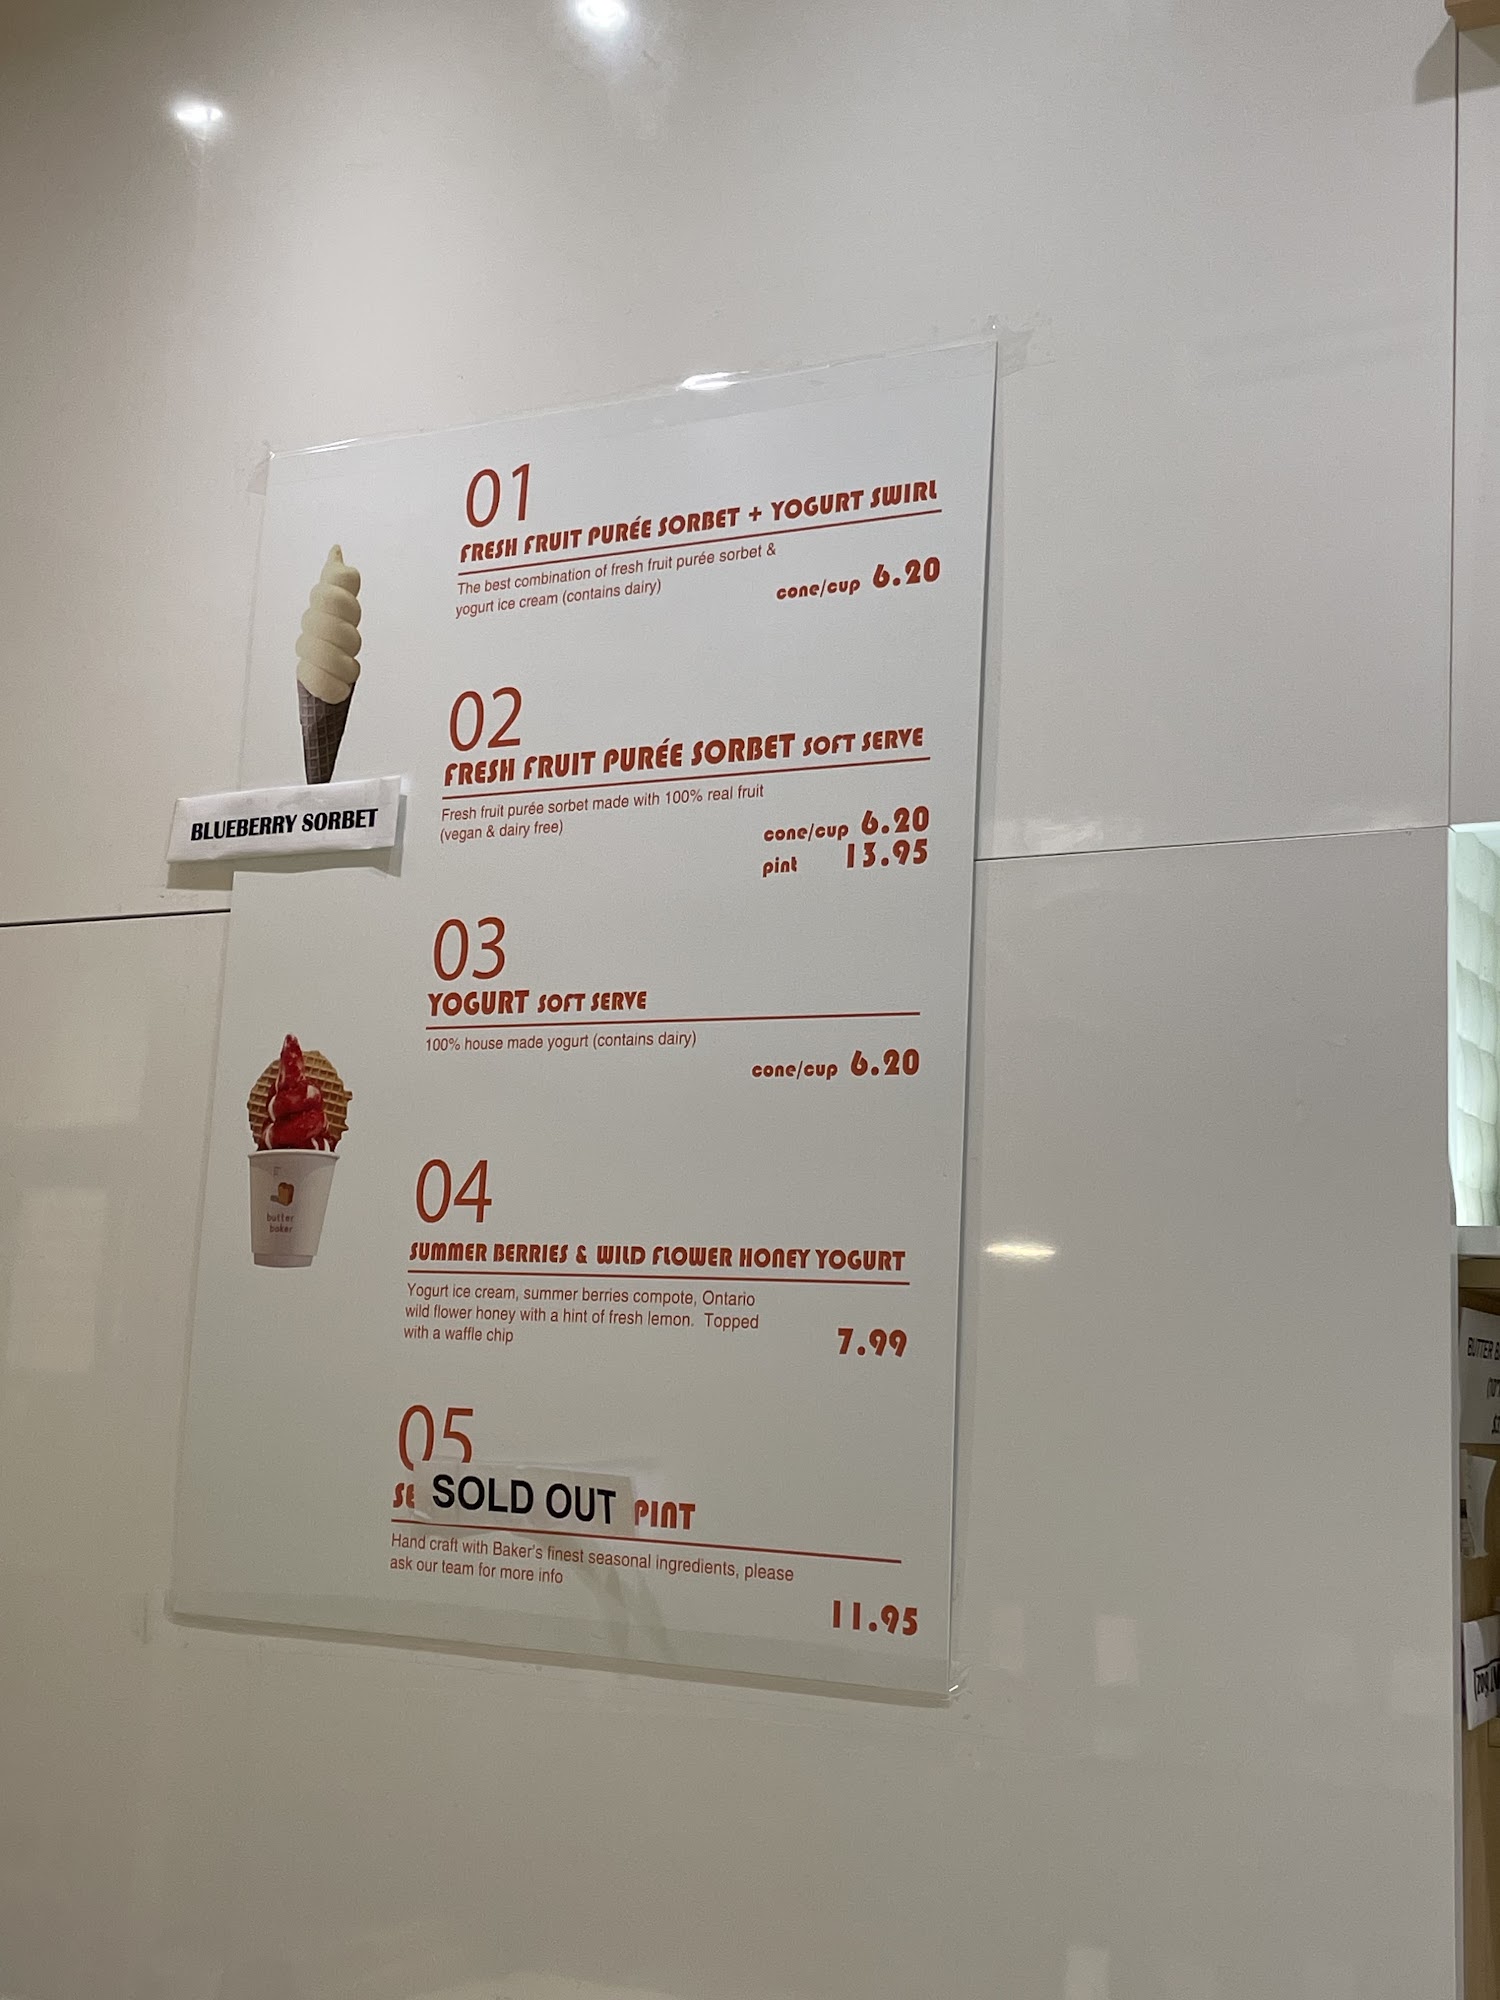 01
FRESH FRUIT PURÉE SORBET + YOGURT SWIRL
The best combination of fresh fruit purée sorbet &
yogurt ice cream (contains dairy)
cone/cup 6.20
02
FRESH FRUIT PURÉE SORBET SOFT SERVE
Fresh fruit purée sorbet made with 100% real fruit
(vegan & dairy free)
cone/cup 6.20
pint 13.95
BLUEBERRY SORBET
03
YOGURT SOFT SERVE
100% house made yogurt (contains dairy)
cone/cup 6.20
butter
baker
04
SUMMER BERRIES & WILD FLOWER HONEY YOGURT
Yogurt ice cream, summer berries compote, Ontario
wild flower honey with a hint of fresh lemon. Topped
with a waffle chip
7.99
05
SOLD OUT PINT
Hand craft with Baker's finest seasonal ingredients, please
ask our team for more info
11.95
BUTTER